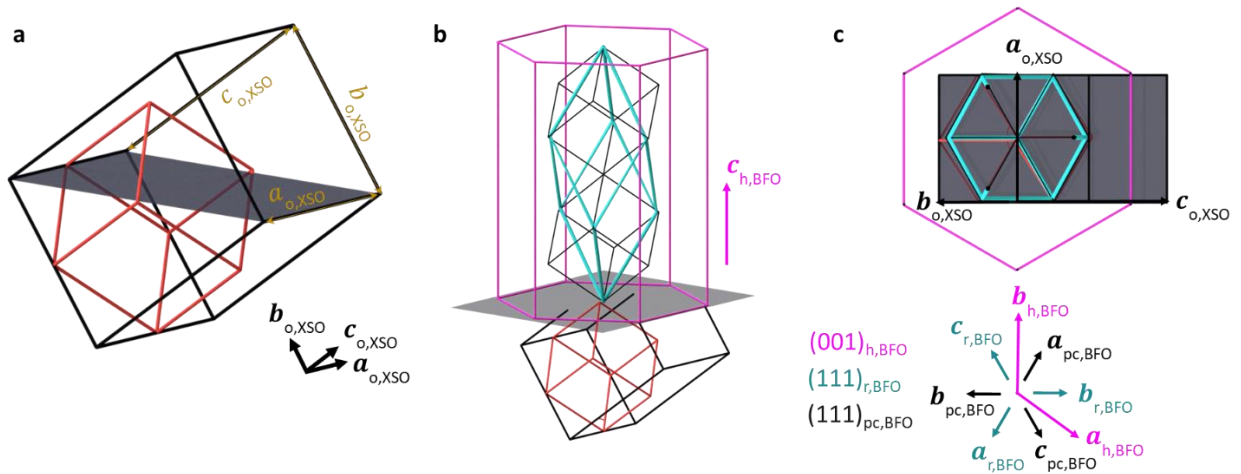 a
c o,XSO
b o,XSO
a o,XSO
b o,XSO
c o,XSO
a o,XSO
b
c h,BFO
c
a o,XSO
b o,XSO
c o,XSO
b h,BFO
c r,BFO
a pc,BFO
b pc,BFO
b r,BFO
a r,BFO
c pc,BFO
a h,BFO
(001)h,BFO
(111)r,BFO
(111)pc,BFO